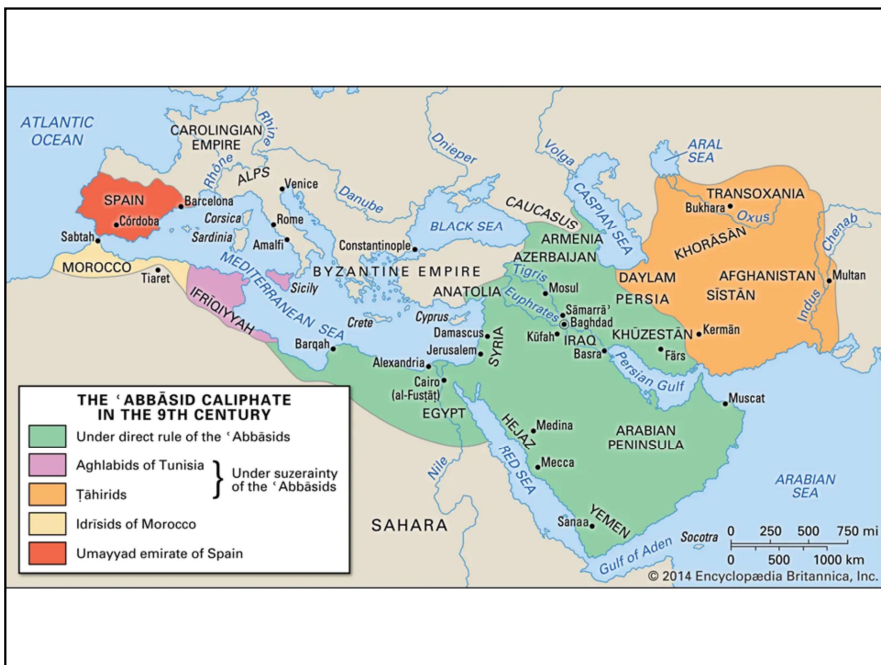 ATLANTIC
OCEAN
CAROLINGIAN
EMPIRE
Rhine
Rhône
ALPS
Venice
Danube
Dnieper
Volga
ARAL
SEA
CASPIAN SEA
CAUCASUS
TRANSOXANIA
Bukhara
Oxus
Chenab
SPAIN
Barcelona
Córdoba
Corsica
Sardinia
Rome
Amalfi
Constantinople
BLACK SEA
ARMENIA
AZERBAIJAN
KHORĀSĀN
Sabtah
MOROCCO
Tiaret
MEDITERRANEAN SEA
Sicily
BYZANTINE EMPIRE
ANATOLIA
Tigris
Mosul
DAYLAM
PERSIA
AFGHANISTAN
SĪSTĀN
Multan
Indus
IFRĪQIYYAH
Crete
Cyprus
Euphrates
Sāmarrāʾ
Baghdad
Damascus
SYRIA
Kūfah
IRAQ
KHŪZESTĀN
Kermān
Barqah
Jerusalem
Basra
Fārs
Alexandria
Persian Gulf
Cairo
(al-Fusṭāṭ)
EGYPT
Muscat
HEJAZ
Medina
ARABIAN
PENINSULA
Mecca
Nile
RED SEA
ARABIAN
SEA
SAHARA
Sanaa
YEMEN
Socotra
Gulf of Aden
THE ʿABBĀSID CALIPHATE
IN THE 9TH CENTURY
Under direct rule of the ʿAbbāsids
Aghlabids of Tunisia
Under suzerainty
of the ʿAbbāsids
Ṭāhirids
Idrīsids of Morocco
Umayyad emirate of Spain
0 250 500 750 mi
0 500 1000 km
© 2014 Encyclopædia Britannica, Inc.